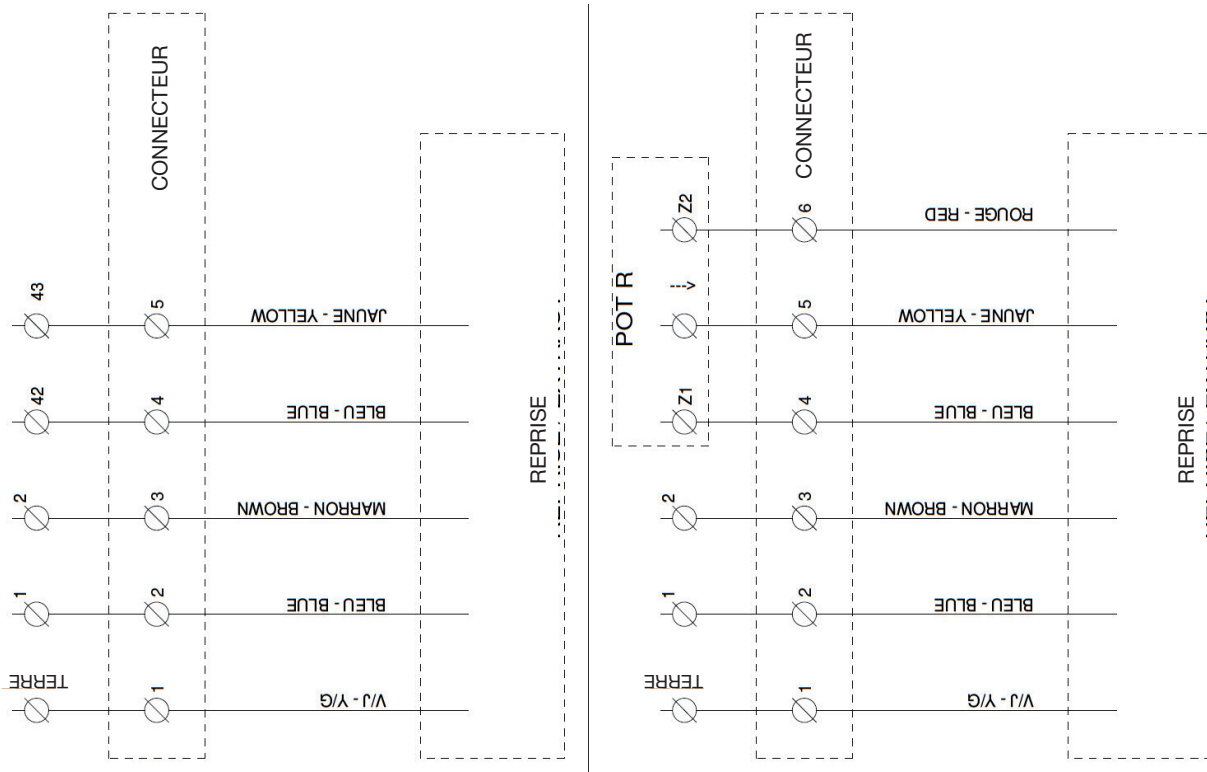 CONNECTEUR
43
5
JAUNE - YELLOW
42
4
BLEU - BLUE
REPRISE
2
3
MARRON - BROWN
1
2
BLEU - BLUE
TERRE
1
V/J - Y/G
CONNECTEUR
POT R
Z2
6
ROUGE - RED
--->
5
JAUNE - YELLOW
Z1
4
BLEU - BLUE
REPRISE
2
3
MARRON - BROWN
1
2
BLEU - BLUE
TERRE
1
V/J - Y/G